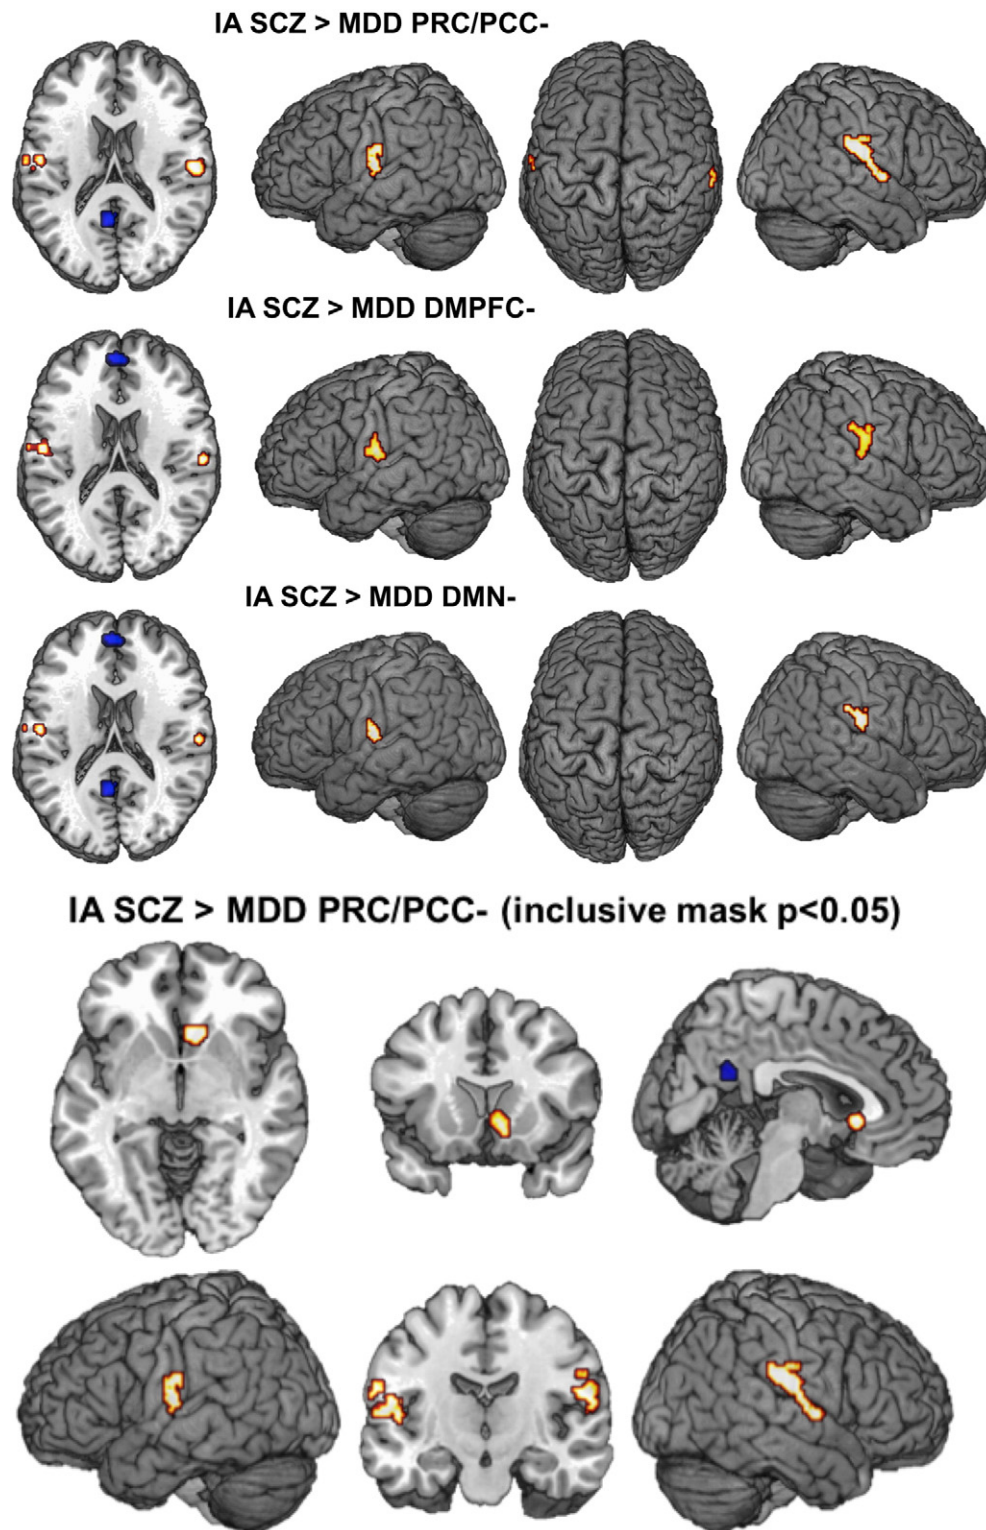 IA SCZ > MDD PRC/PCC-
IA SCZ > MDD DMPFC-
IA SCZ > MDD DMN-
IA SCZ > MDD PRC/PCC- (inclusive mask p<0.05)